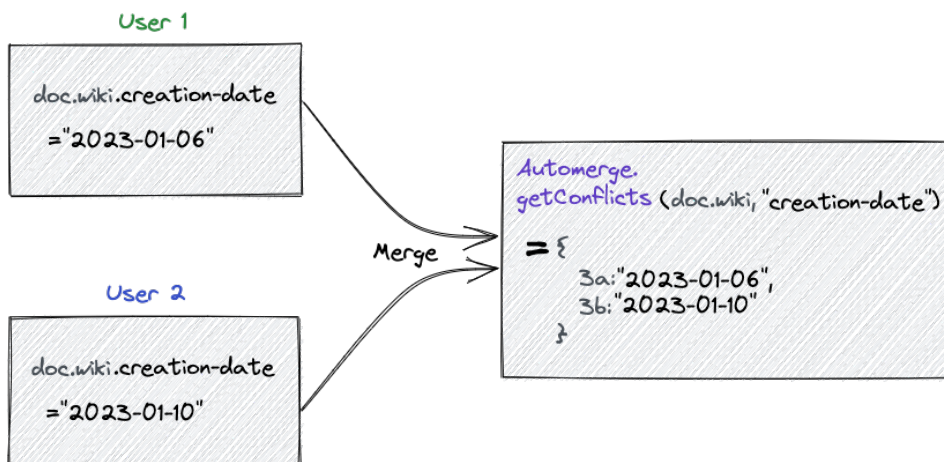 User 1
doc.wiki.creation-date
="2023-01-06"
User 2
doc.wiki.creation-date
="2023-01-10"
Merge
Automerge.
getConflicts (doc.wiki,"creation-date")
= {
3a:"2023-01-06",
3b:"2023-01-10"
}